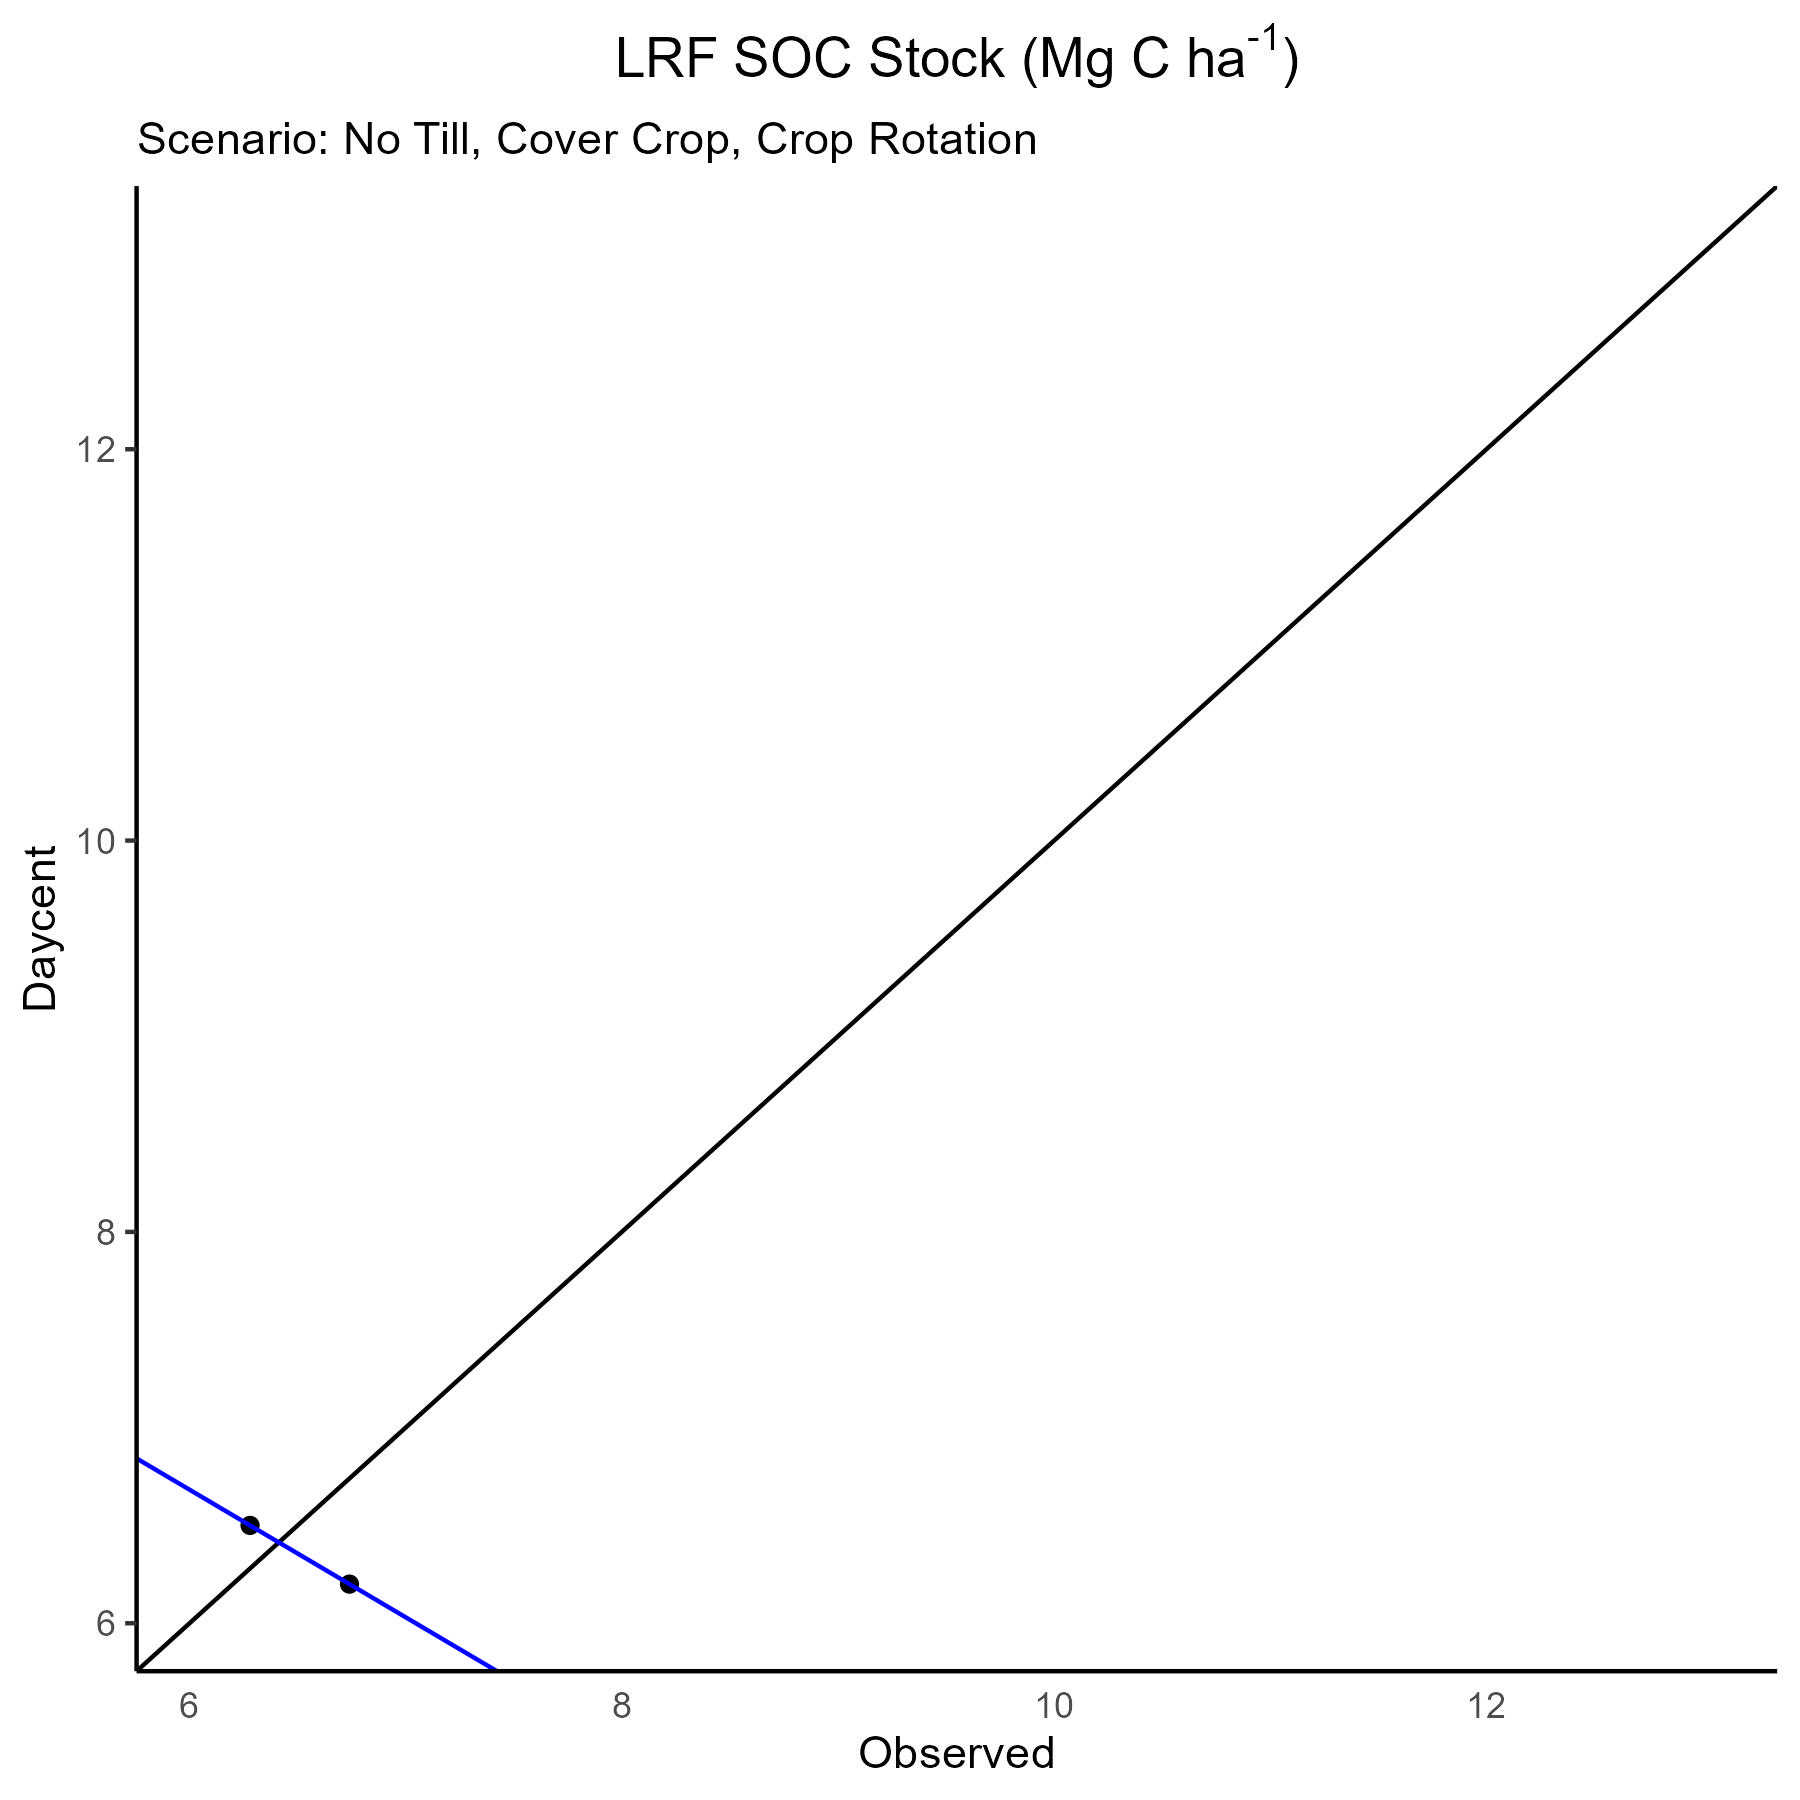 LRF SOC Stock (Mg C ha⁻¹)
Scenario: No Till, Cover Crop, Crop Rotation
12
10
8
6
Daycent
6 8 10 12
Observed